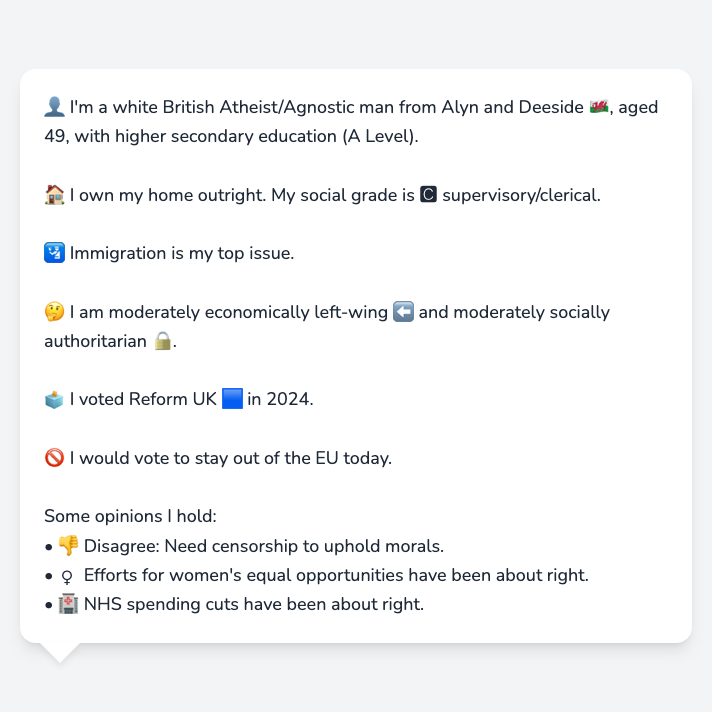 👤 I'm a white British Atheist/Agnostic man from Alyn and Deeside 🏴󠁧󠁢󠁷󠁬󠁳󠁿, aged
49, with higher secondary education (A Level).
🏠 I own my home outright. My social grade is 🅲 supervisory/clerical.
🛂 Immigration is my top issue.
🤔 I am moderately economically left-wing ⬅️ and moderately socially
authoritarian 🔒.
🗳️ I voted Reform UK 🟦 in 2024.
🚫 I would vote to stay out of the EU today.
Some opinions I hold:
• 👎 Disagree: Need censorship to uphold morals.
• ♀ Efforts for women's equal opportunities have been about right.
• 🏥 NHS spending cuts have been about right.